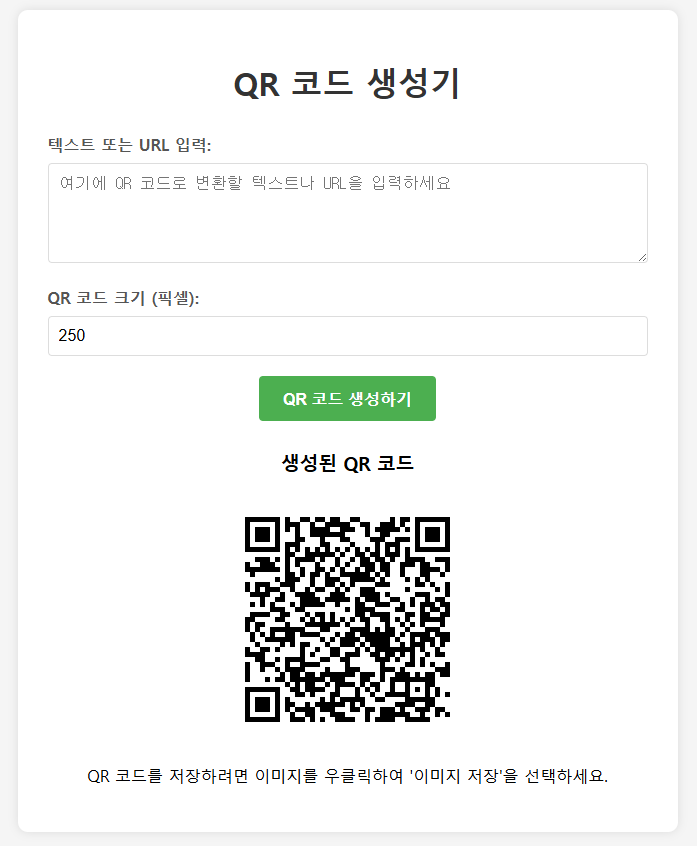 QR 코드 생성기
텍스트 또는 URL 입력:
여기에 QR 코드로 변환할 텍스트나 URL을 입력하세요
QR 코드 크기 (픽셀):
250
QR 코드 생성하기
생성된 QR 코드
QR 코드를 저장하려면 이미지를 우클릭하여 '이미지 저장'을 선택하세요.